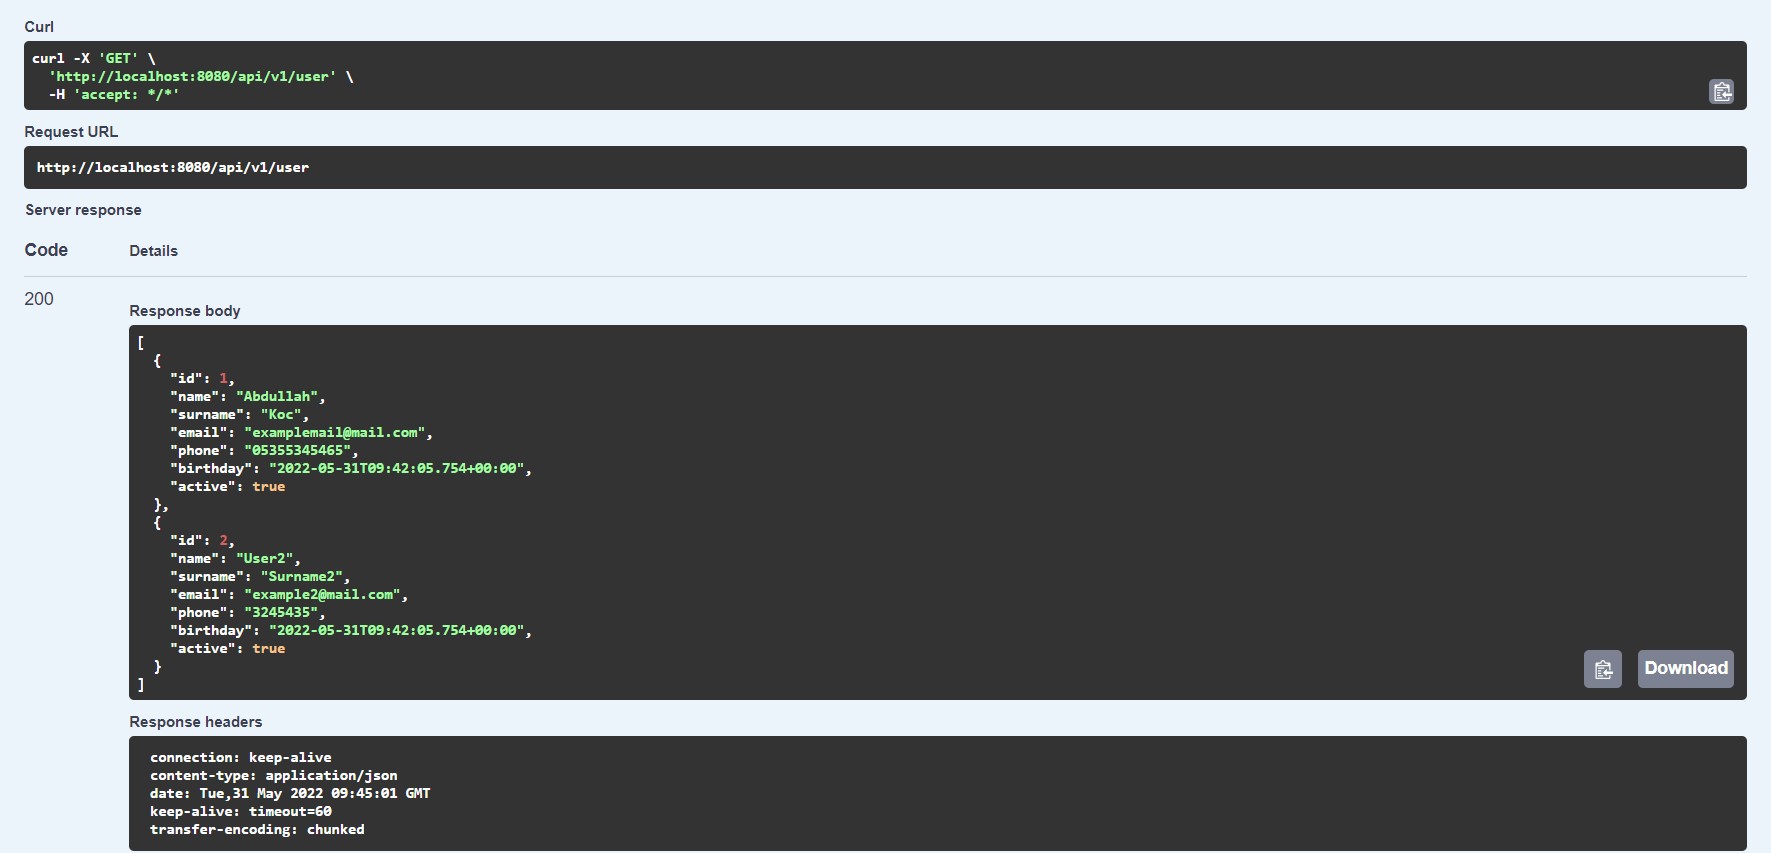 Curl
curl -X 'GET' \
  'http://localhost:8080/api/v1/user' \
  -H 'accept: */*'
Request URL
http://localhost:8080/api/v1/user
Server response
Code Details
200
Response body
[
  {
    "id": 1,
    "name": "Abdullah",
    "surname": "Koc",
    "email": "examplemail@mail.com",
    "phone": "05355345465",
    "birthday": "2022-05-31T09:42:05.754+00:00",
    "active": true
  },
  {
    "id": 2,
    "name": "User2",
    "surname": "Surname2",
    "email": "example2@mail.com",
    "phone": "3245435",
    "birthday": "2022-05-31T09:42:05.754+00:00",
    "active": true
  }
]
Download
Response headers
connection: keep-alive
content-type: application/json
date: Tue,31 May 2022 09:45:01 GMT
keep-alive: timeout=60
transfer-encoding: chunked